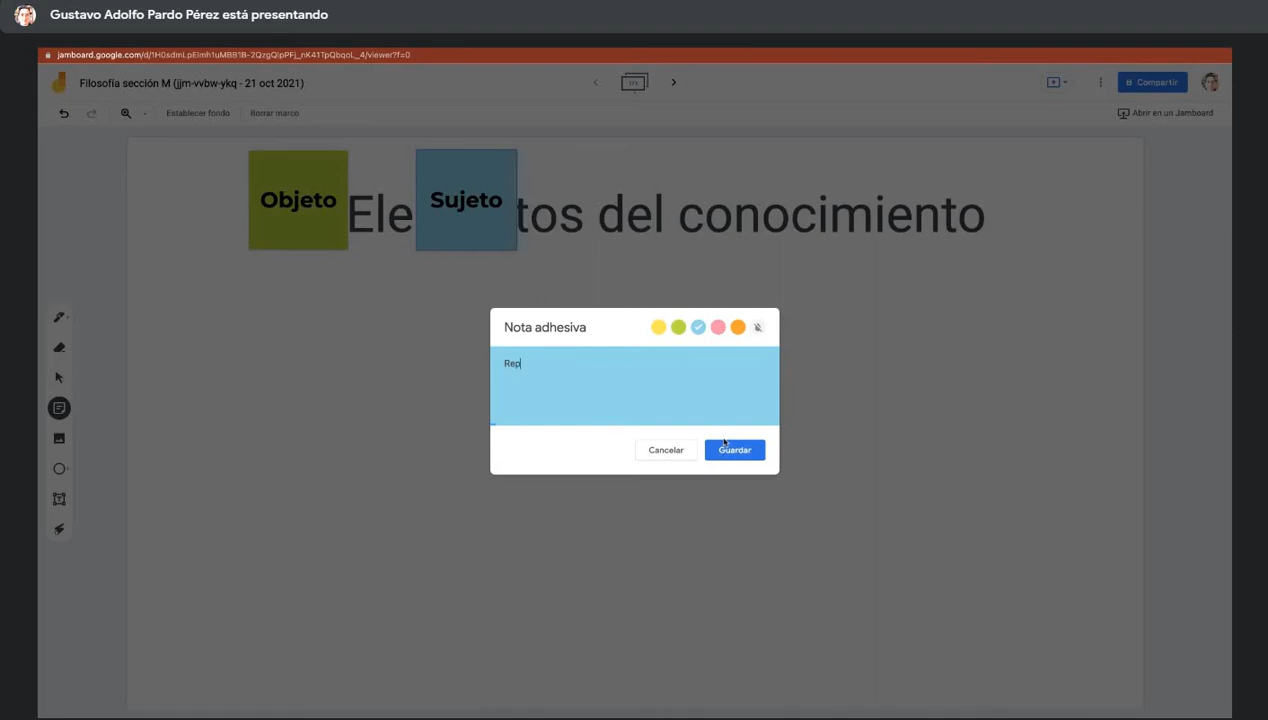 Gustavo Adolfo Pardo Pérez está presentando
Filosofía sección M (jjm-vvbw-ykq - 21 oct 2021)
Compartir
Establecer fondo
Borrar marco
Abrir en un Jamboard
Objeto
Sujeto
Ele tos del conocimiento
Nota adhesiva
Rep
Cancelar
Guardar